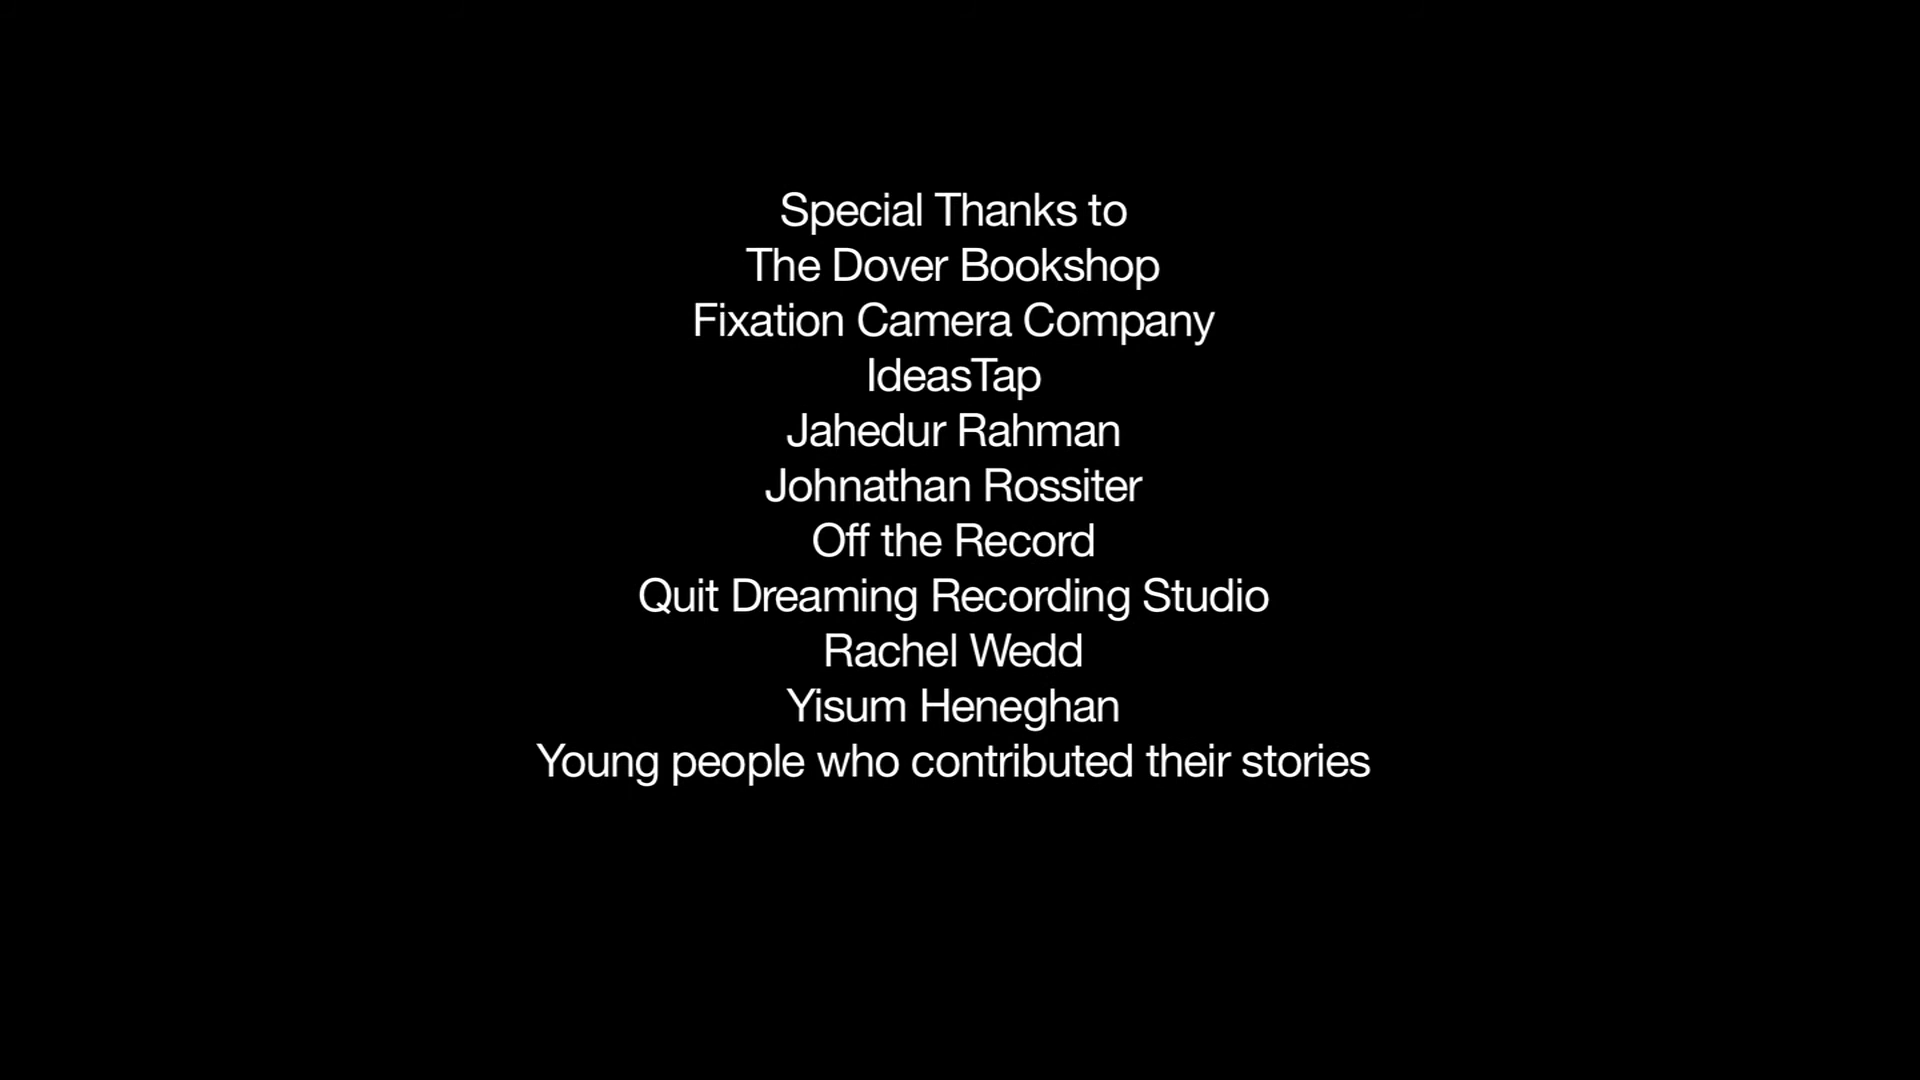 Special Thanks to
The Dover Bookshop
Fixation Camera Company
IdeasTap
Jahedur Rahman
Johnathan Rossiter
Off the Record
Quit Dreaming Recording Studio
Rachel Wedd
Yisum Heneghan
Young people who contributed their stories